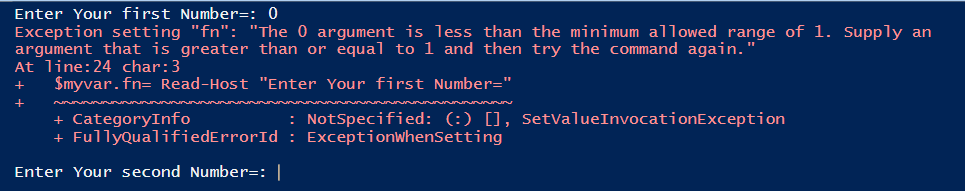 Enter Your first Number=: 0
Exception setting "fn": "The 0 argument is less than the minimum allowed range of 1. Supply an
argument that is greater than or equal to 1 and then try the command again."
At line:24 char:3
+   $myvar.fn= Read-Host "Enter Your first Number="
+   ~~~~~~~~~~~~~~~~~~~~~~~~~~~~~~~~~~~~~~~~~~~~~~~
    + CategoryInfo          : NotSpecified: (:) [], SetValueInvocationException
    + FullyQualifiedErrorId : ExceptionWhenSetting
Enter Your second Number=: